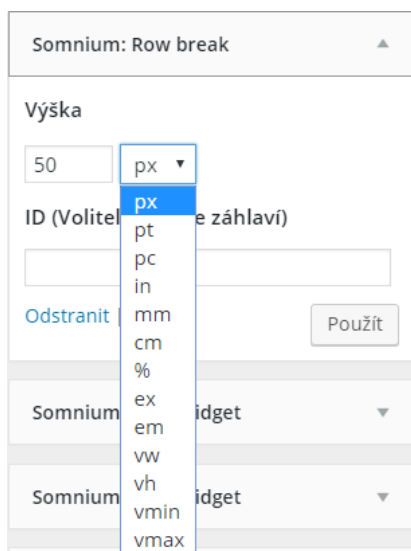 Somnium: Row break
Výška
50 px
px
ID (Volitel e záhlaví)
pt
pc
in
Odstranit | mm Použít
cm
%
ex
Somnium idget
em
vw
vh
Somnium idget
vmin
vmax